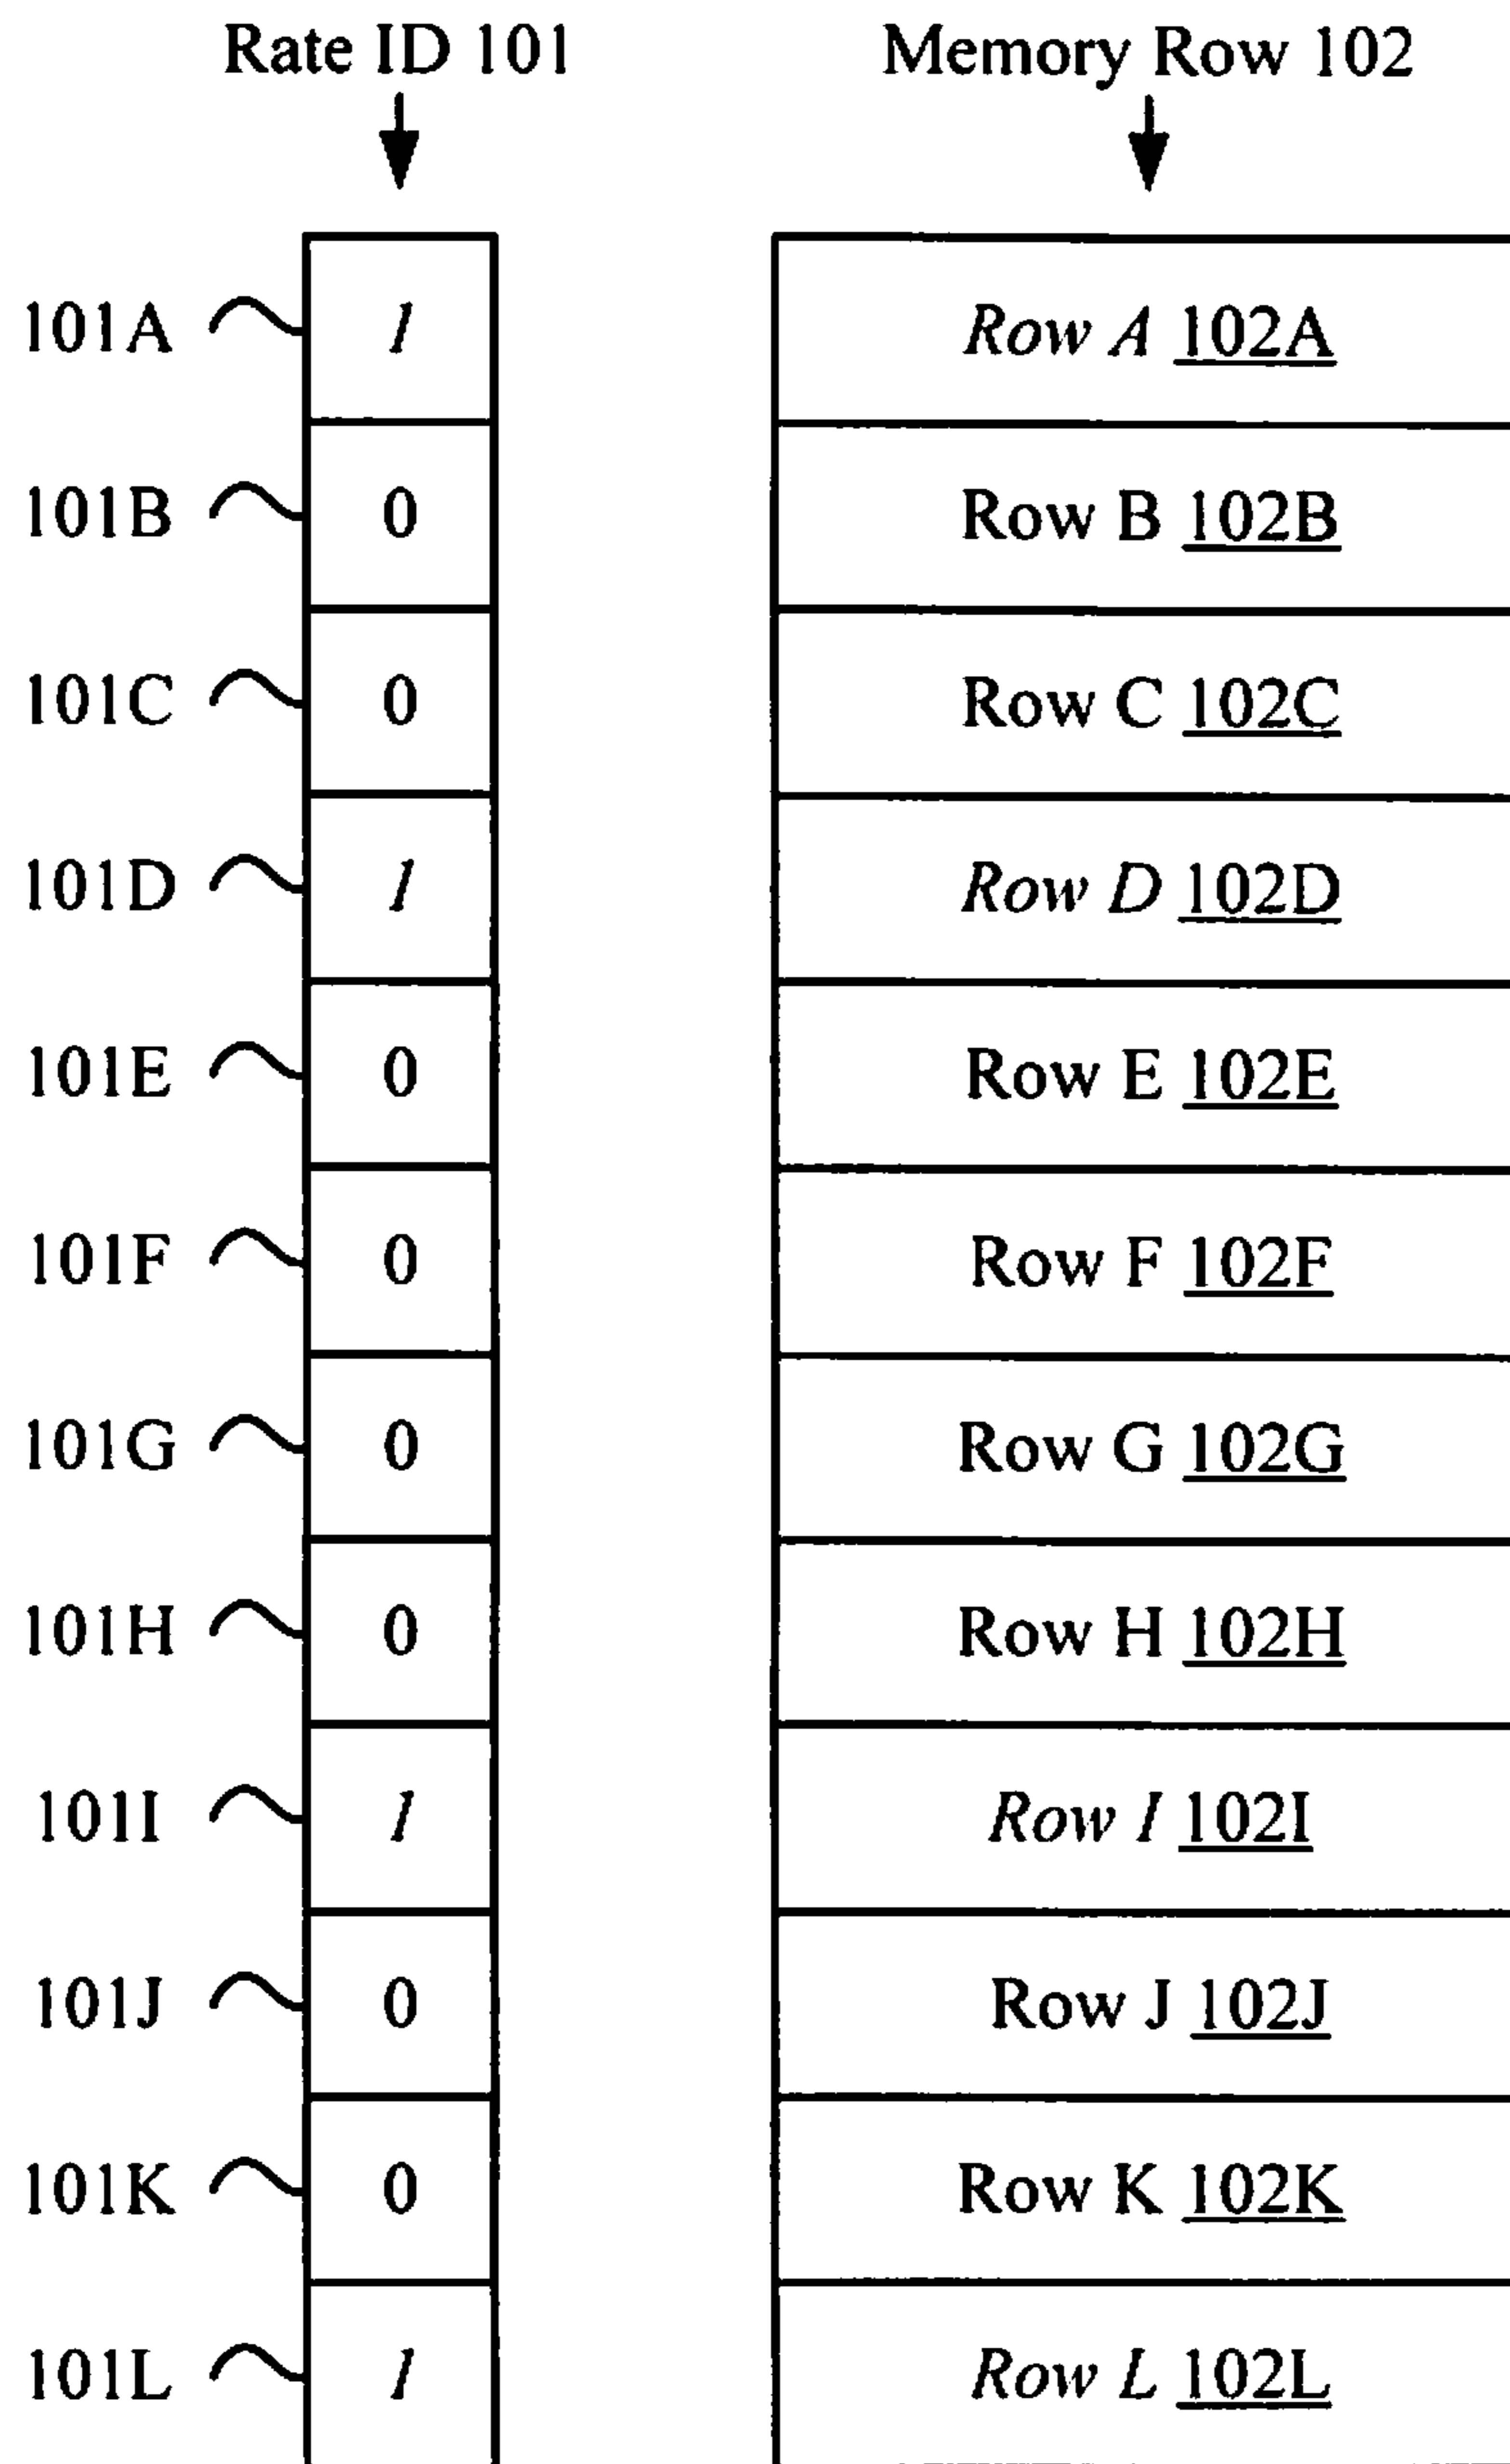 Rate ID 101 Memory Row 102
101A 1 Row A 102A
101B 0 Row B 102B
101C 0 Row C 102C
101D 1 Row D 102D
101E 0 Row E 102E
101F 0 Row F 102F
101G 0 Row G 102G
101H 0 Row H 102H
101I 1 Row I 102I
101J 0 Row J 102J
101K 0 Row K 102K
101L 1 Row L 102L